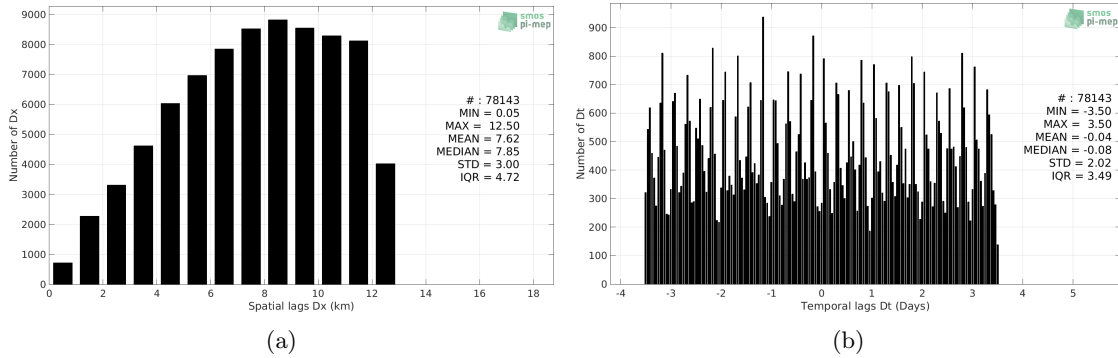 9000
8000
7000
6000
5000
4000
3000
2000
1000
0
Number of Dx
0 2 4 6 8 10 12 14 16 18
Spatial lags Dx (km)
smos
pi-mep
# : 78143
MIN = 0.05
MAX = 12.50
MEAN = 7.62
MEDIAN = 7.85
STD = 3.00
IQR = 4.72
(a)
900
800
700
600
500
400
300
200
100
0
Number of Dt
-4 -3 -2 -1 0 1 2 3 4 5
Temporal lags Dt (Days)
smos
pi-mep
# : 78143
MIN = -3.50
MAX = 3.50
MEAN = -0.04
MEDIAN = -0.08
STD = 2.02
IQR = 3.49
(b)